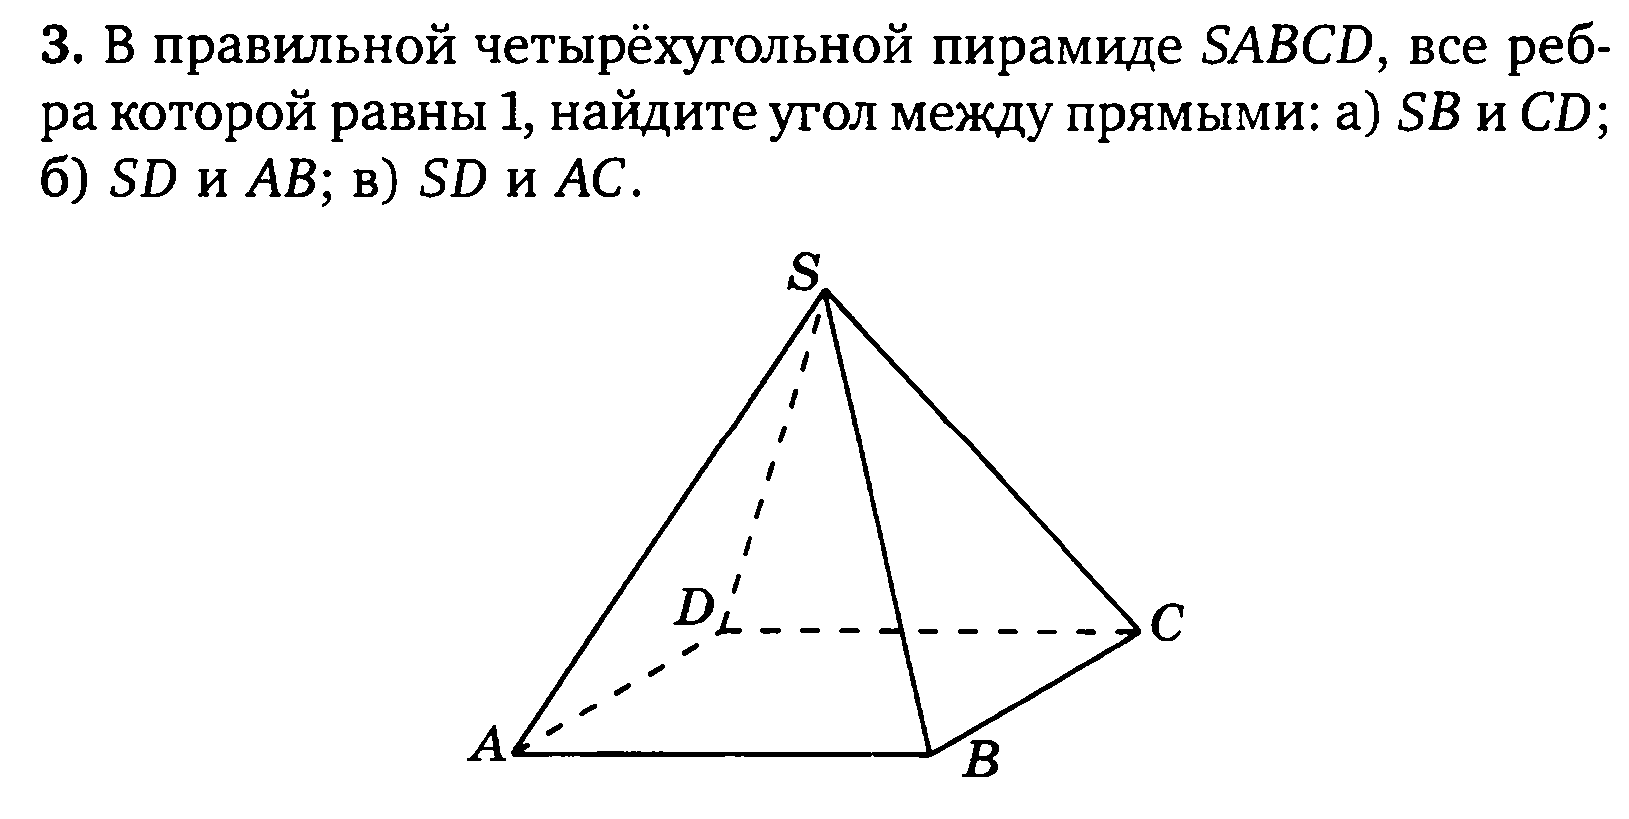 3. В правильной четырёхугольной пирамиде SABCD, все реб-
ра которой равны 1, найдите угол между прямыми: а) SB и CD;
б) SD и AB; в) SD и AC.
S
D
C
A
B